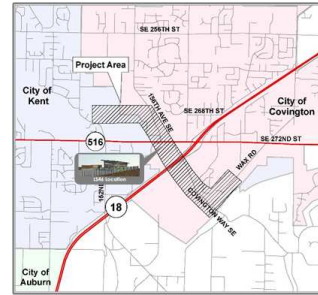 SE 256TH ST
Project Area
City of
Kent
156TH AVE SE
SE 268TH ST
City of
Covington
516
SE 272ND ST
WAX RD
18
COVINGTON WAY SE
City of
Auburn